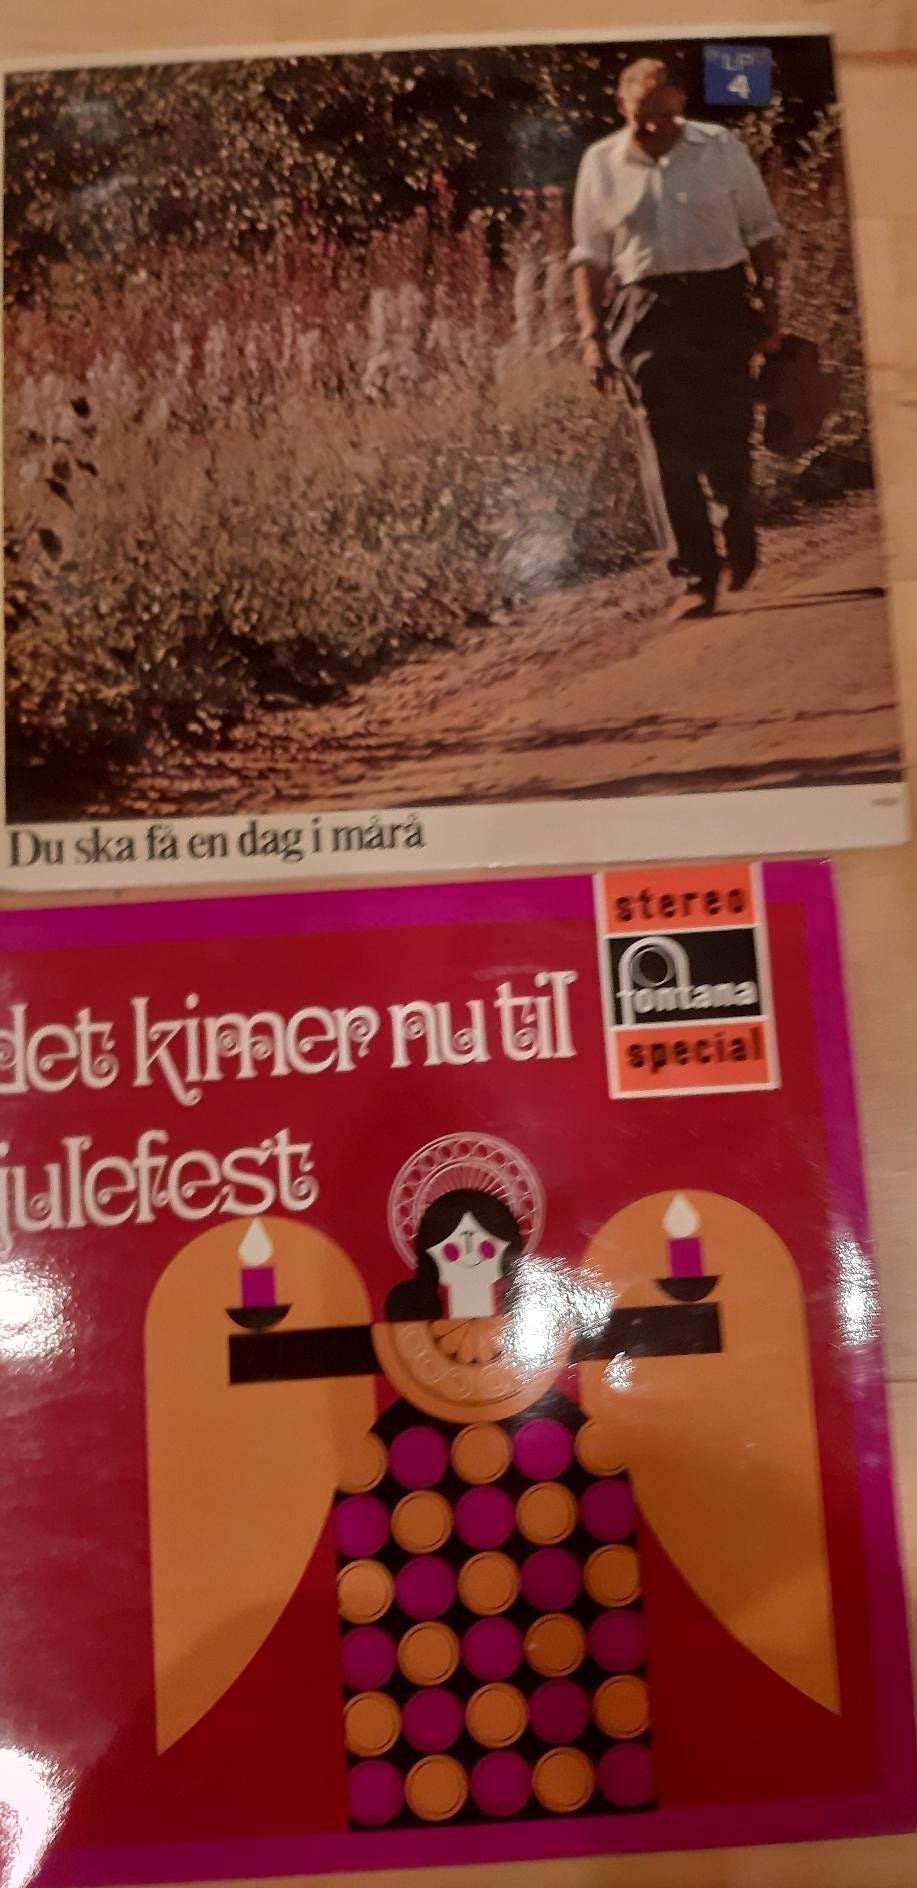 LP
4
Du ska få en dag i mårå
stereo
fontana
special
det kimer nu til
julefest